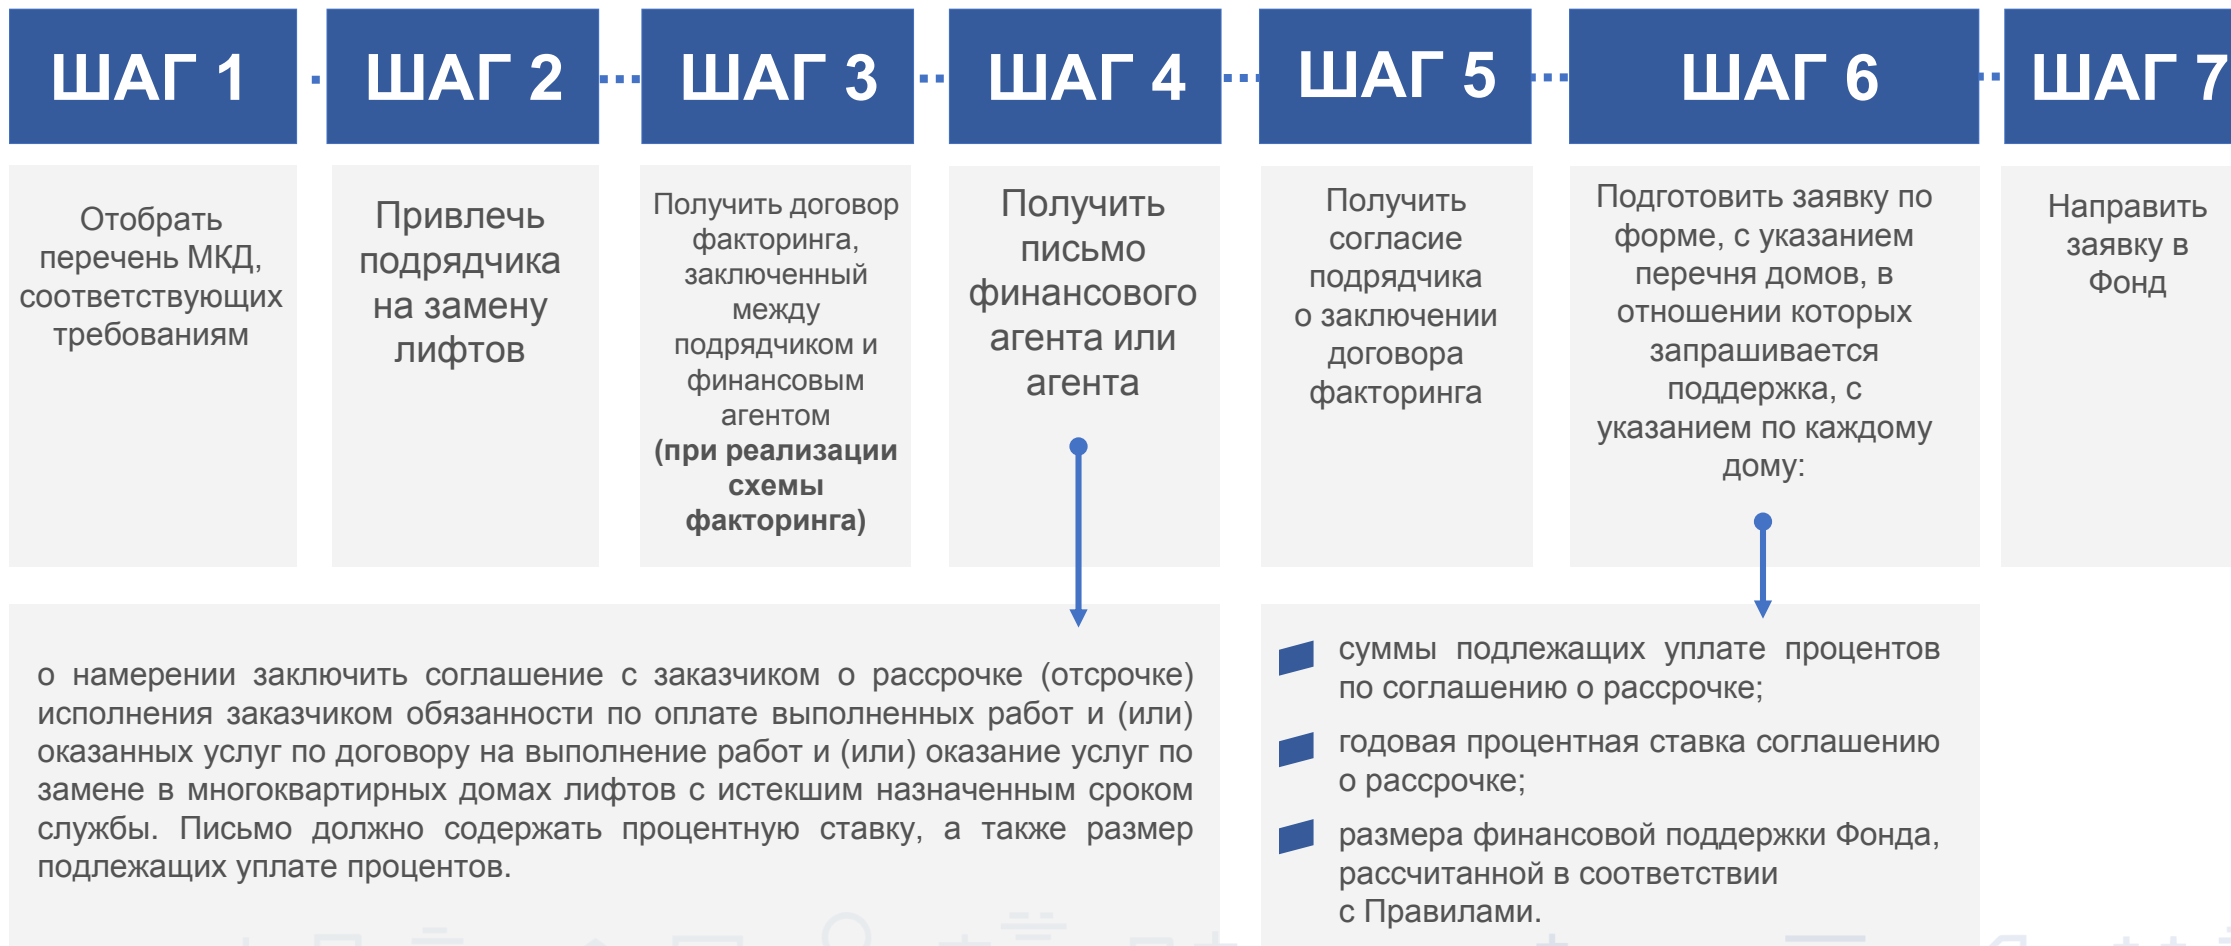 ШАГ 1
ШАГ 2
ШАГ 3
ШАГ 4
ШАГ 5
ШАГ 6
ШАГ 7
Отобрать
перечень МКД,
соответствующих
требованиям
Привлечь
подрядчика
на замену
лифтов
Получить договор
факторинга,
заключенный
между
подрядчиком и
финансовым
агентом
(при реализации
схемы
факторинга)
Получить
письмо
финансового
агента или
агента
Получить
согласие
подрядчика
о заключении
договора
факторинга
Подготовить заявку по
форме, с указанием
перечня домов, в
отношении которых
запрашивается
поддержка, с
указанием по каждому
дому:
Направить
заявку в
Фонд
о намерении заключить соглашение с заказчиком о рассрочке (отсрочке)
исполнения заказчиком обязанности по оплате выполненных работ и (или)
оказанных услуг по договору на выполнение работ и (или) оказание услуг по
замене в многоквартирных домах лифтов с истекшим назначенным сроком
службы. Письмо должно содержать процентную ставку, а также размер
подлежащих уплате процентов.
суммы подлежащих уплате процентов
по соглашению о рассрочке;
годовая процентная ставка соглашению
о рассрочке;
размера финансовой поддержки Фонда,
рассчитанной в соответствии
с Правилами.